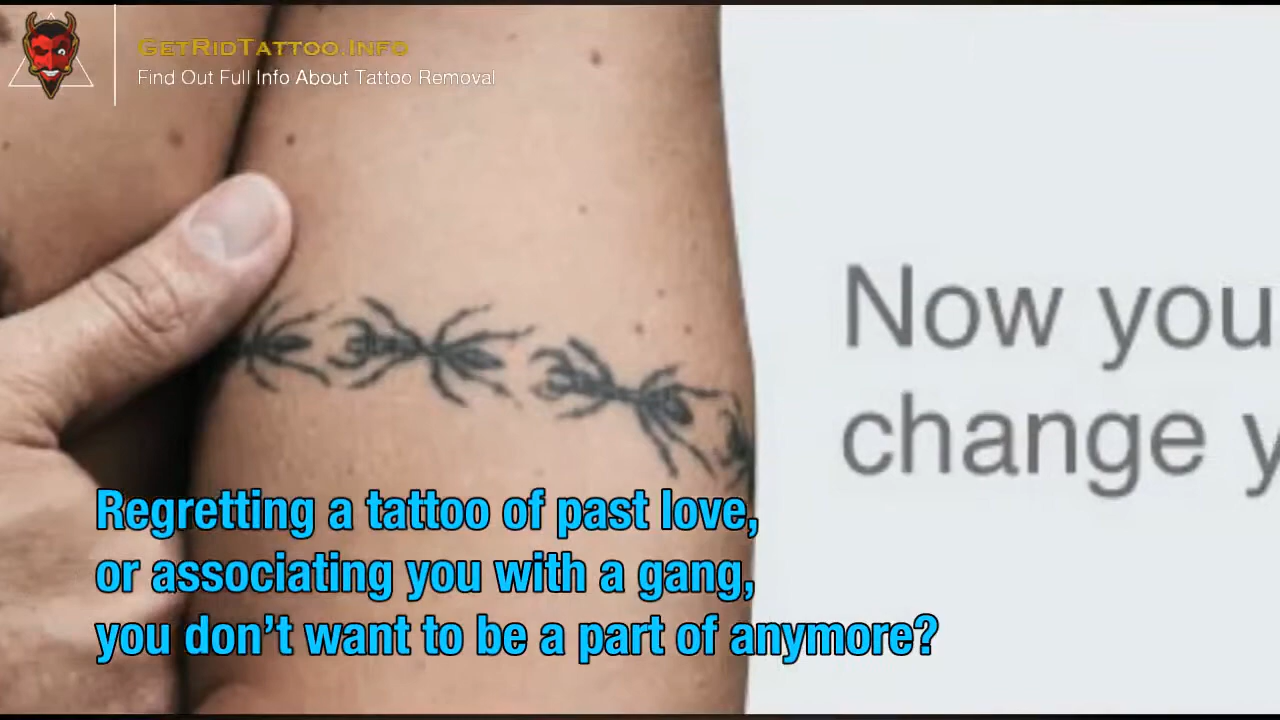 GetRidTattoo.Info
Find Out Full Info About Tattoo Removal
Now you
change y
Regretting a tattoo of past love,
or associating you with a gang,
you don't want to be a part of anymore?